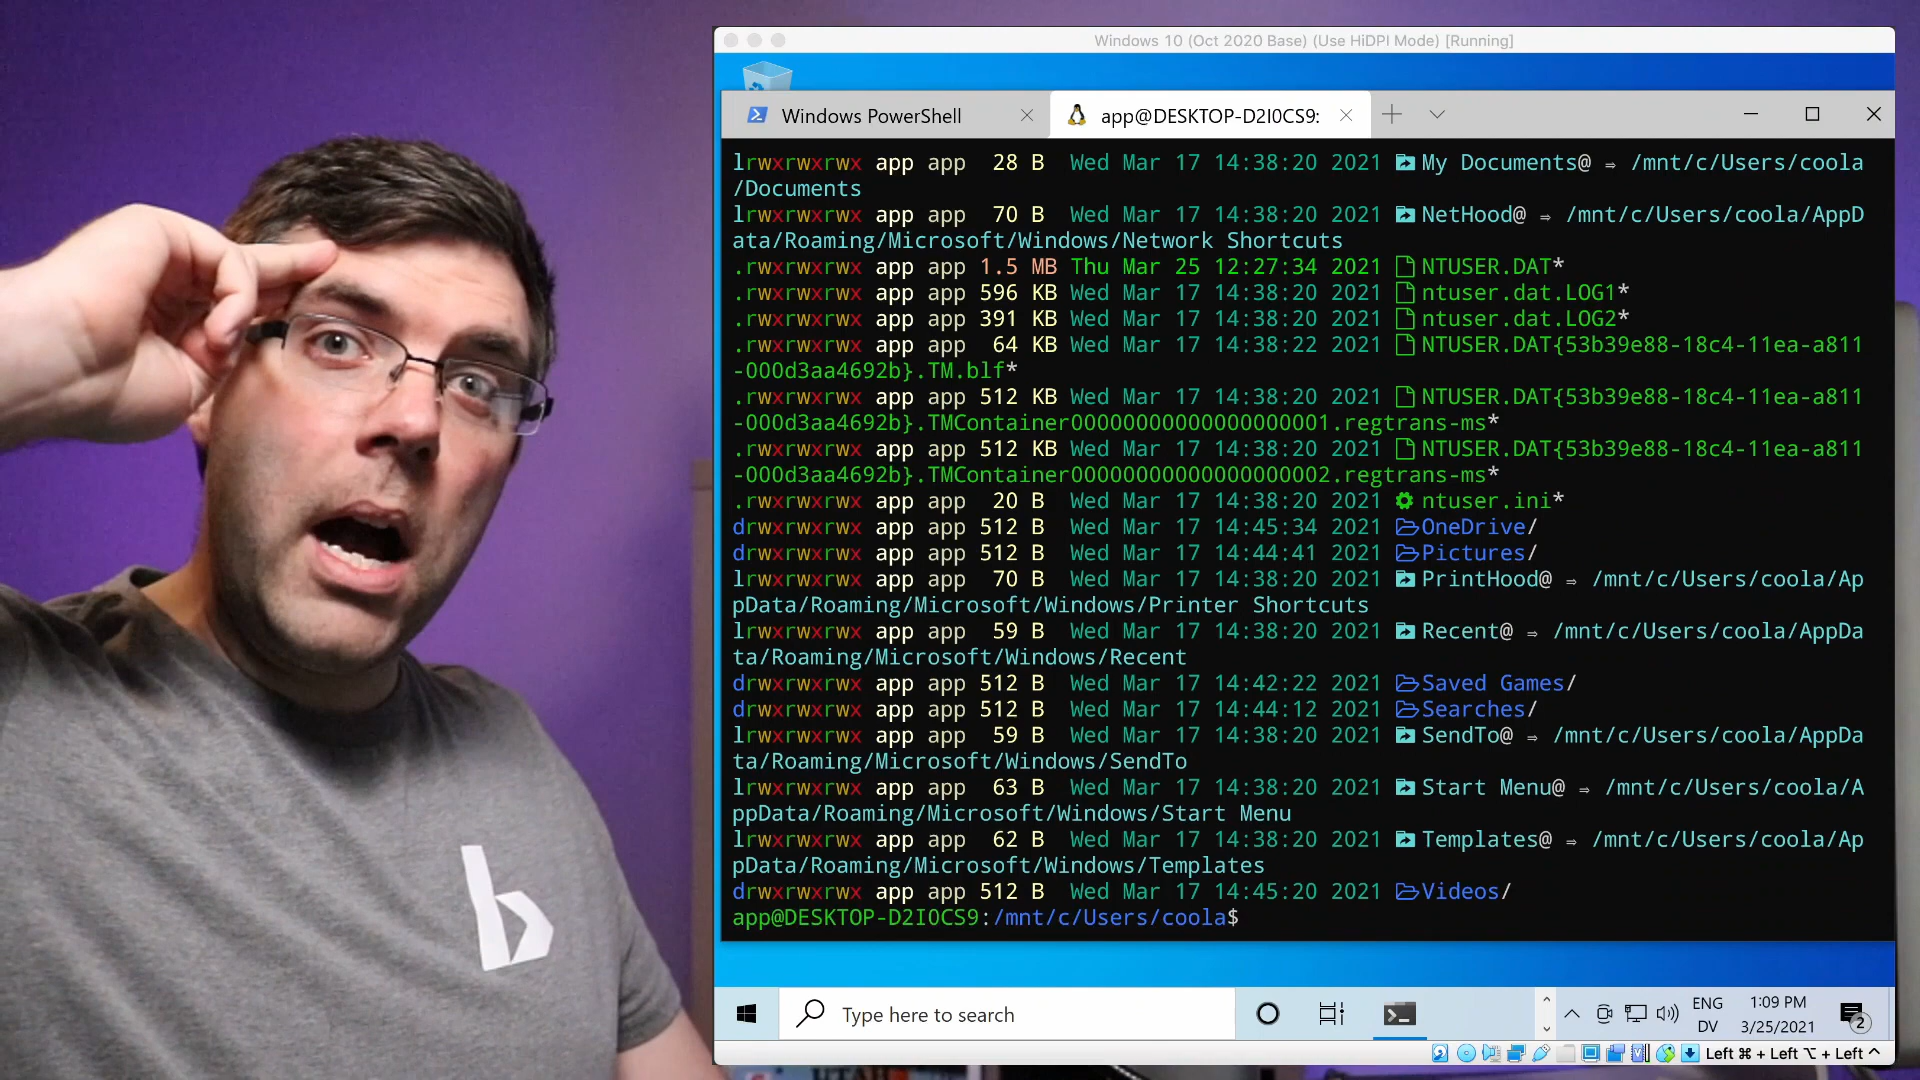 Windows 10 (Oct 2020 Base) (Use HiDPI Mode) [Running]
Windows PowerShell
app@DESKTOP-D2I0CS9:
lrwxrwxrwx app app 28 B Wed Mar 17 14:38:20 2021 My Documents@ ⇒ /mnt/c/Users/coola
/Documents
lrwxrwxrwx app app 70 B Wed Mar 17 14:38:20 2021 NetHood@ ⇒ /mnt/c/Users/coola/AppD
ata/Roaming/Microsoft/Windows/Network Shortcuts
.rwxrwxrwx app app 1.5 MB Thu Mar 25 12:27:34 2021 NTUSER.DAT*
.rwxrwxrwx app app 596 KB Wed Mar 17 14:38:20 2021 ntuser.dat.LOG1*
.rwxrwxrwx app app 391 KB Wed Mar 17 14:38:20 2021 ntuser.dat.LOG2*
.rwxrwxrwx app app 64 KB Wed Mar 17 14:38:22 2021 NTUSER.DAT{53b39e88-18c4-11ea-a811
-000d3aa4692b}.TM.blf*
.rwxrwxrwx app app 512 KB Wed Mar 17 14:38:20 2021 NTUSER.DAT{53b39e88-18c4-11ea-a811
-000d3aa4692b}.TMContainer00000000000000000001.regtrans-ms*
.rwxrwxrwx app app 512 KB Wed Mar 17 14:38:20 2021 NTUSER.DAT{53b39e88-18c4-11ea-a811
-000d3aa4692b}.TMContainer00000000000000000002.regtrans-ms*
.rwxrwxrwx app app 20 B Wed Mar 17 14:38:20 2021 ntuser.ini*
drwxrwxrwx app app 512 B Wed Mar 17 14:45:34 2021 OneDrive/
drwxrwxrwx app app 512 B Wed Mar 17 14:44:41 2021 Pictures/
lrwxrwxrwx app app 70 B Wed Mar 17 14:38:20 2021 PrintHood@ ⇒ /mnt/c/Users/coola/Ap
pData/Roaming/Microsoft/Windows/Printer Shortcuts
lrwxrwxrwx app app 59 B Wed Mar 17 14:38:20 2021 Recent@ ⇒ /mnt/c/Users/coola/AppDa
ta/Roaming/Microsoft/Windows/Recent
drwxrwxrwx app app 512 B Wed Mar 17 14:42:22 2021 Saved Games/
drwxrwxrwx app app 512 B Wed Mar 17 14:44:12 2021 Searches/
lrwxrwxrwx app app 59 B Wed Mar 17 14:38:20 2021 SendTo@ ⇒ /mnt/c/Users/coola/AppDa
ta/Roaming/Microsoft/Windows/SendTo
lrwxrwxrwx app app 63 B Wed Mar 17 14:38:20 2021 Start Menu@ ⇒ /mnt/c/Users/coola/A
ppData/Roaming/Microsoft/Windows/Start Menu
lrwxrwxrwx app app 62 B Wed Mar 17 14:38:20 2021 Templates@ ⇒ /mnt/c/Users/coola/Ap
pData/Roaming/Microsoft/Windows/Templates
drwxrwxrwx app app 512 B Wed Mar 17 14:45:20 2021 Videos/
app@DESKTOP-D2I0CS9:/mnt/c/Users/coola$
b
Type here to search
ENG
DV
1:09 PM
3/25/2021
2
Left ⌘ + Left ⌥ + Left ^